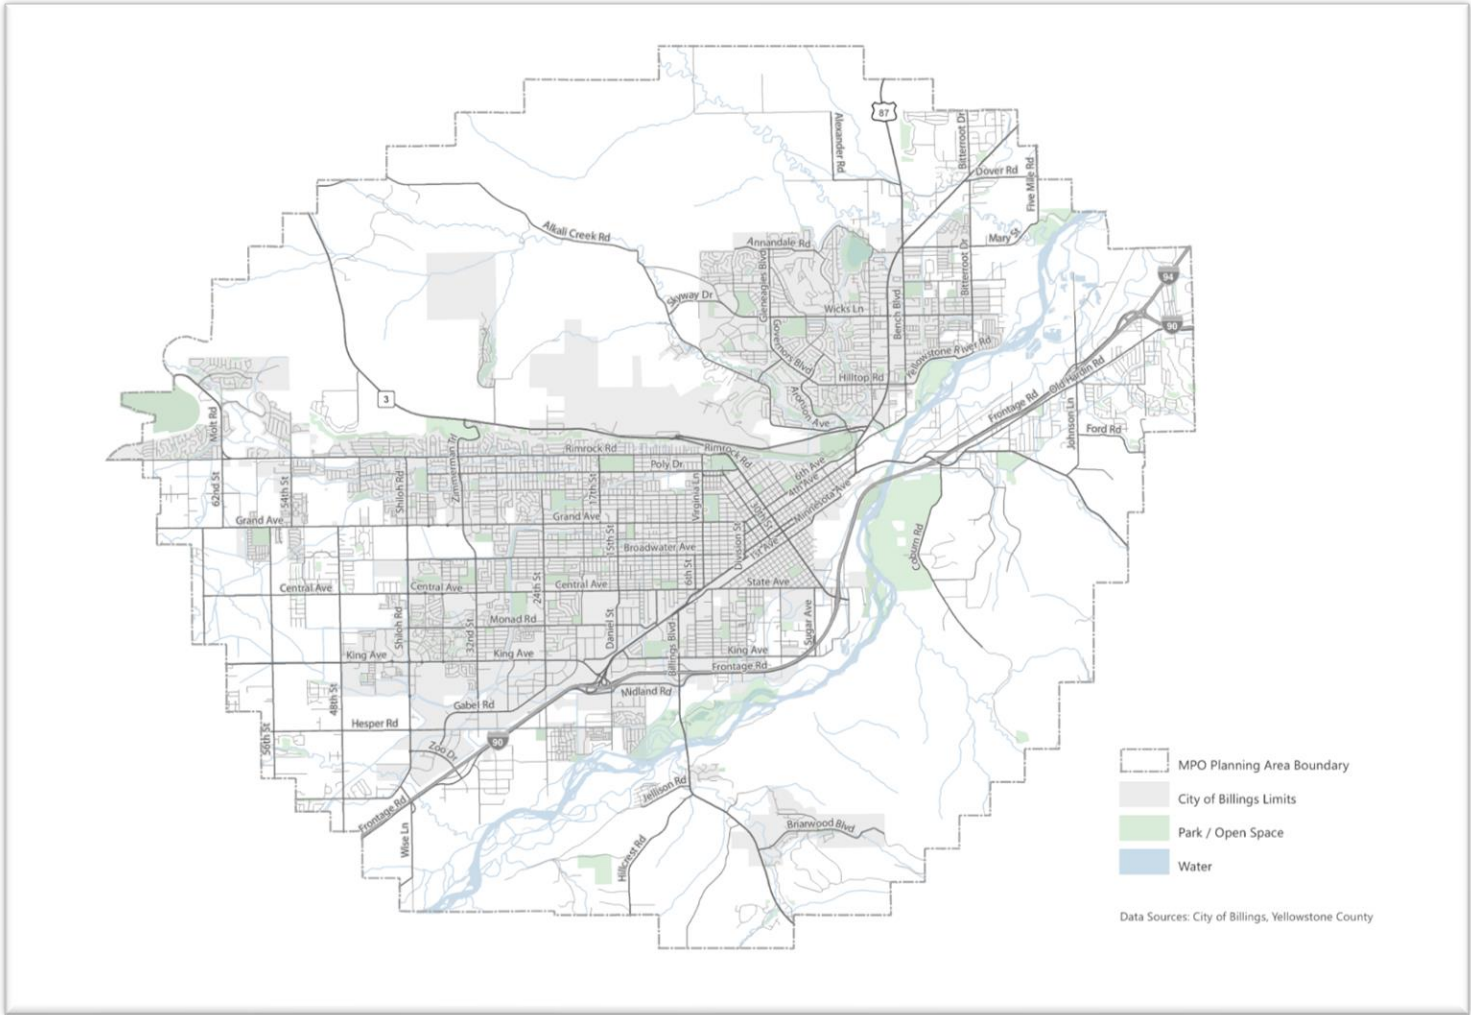 87
Alexander Rd
Bitterroot Dr
Dover Rd
Five Mile Rd
Alkali Creek Rd
Annandale Rd
Mary St
Bitterroot Dr
Gleneagles Blvd
94
Skyway Dr
Wicks Ln
Bench Blvd
90
Governors Blvd
Yellowstone River Rd
Hilltop Rd
Old Hardin Rd
Aronson Ave
Frontage Rd
3
Molt Rd
Johnson Ln
Ford Rd
Rimrock Rd
Rimrock Rd
Zimmerman Trl
Poly Dr
6th Ave
4th Ave
62nd St
54th St
Shiloh Rd
17th St
Virginia Ln
Minnesota Ave
30th St
Grand Ave
Grand Ave
Coburn Rd
15th St
Broadwater Ave
Division St
1st Ave
6th St
Central Ave
Central Ave
24th St
Central Ave
State Ave
Shiloh Rd
32nd St
Monad Rd
Daniel St
Billings Blvd
Sugar Ave
King Ave
King Ave
King Ave
Frontage Rd
48th St
Midland Rd
Gabel Rd
Hesper Rd
56th St
90
Zoo Dr
MPO Planning Area Boundary
Jellison Rd
City of Billings Limits
Frontage Rd
Briarwood Blvd
Park / Open Space
Wise Ln
Hillcrest Rd
Water
Data Sources: City of Billings, Yellowstone County